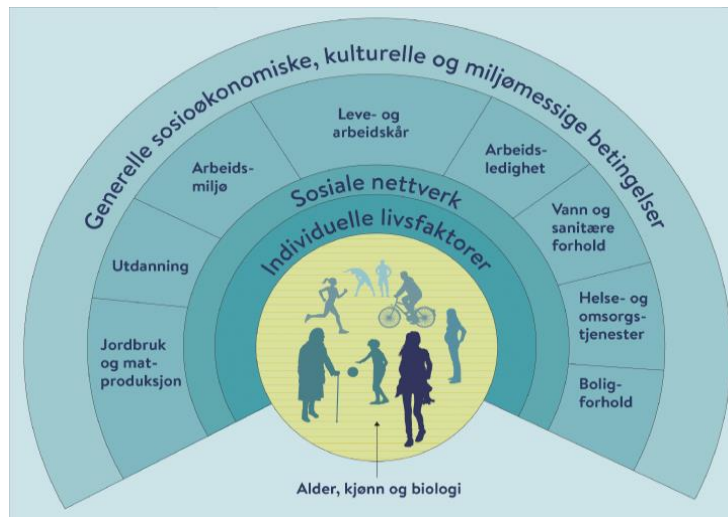 Generelle sosioøkonomiske, kulturelle og miljømessige betingelser
Leve- og
arbeidskår
Arbeids-
miljø
Arbeids-
ledighet
Sosiale nettverk
Vann og
sanitære
forhold
Individuelle livsfaktorer
Utdanning
Helse- og
omsorgs-
tjenester
Jordbruk
og mat-
produksjon
Bolig-
forhold
Alder, kjønn og biologi